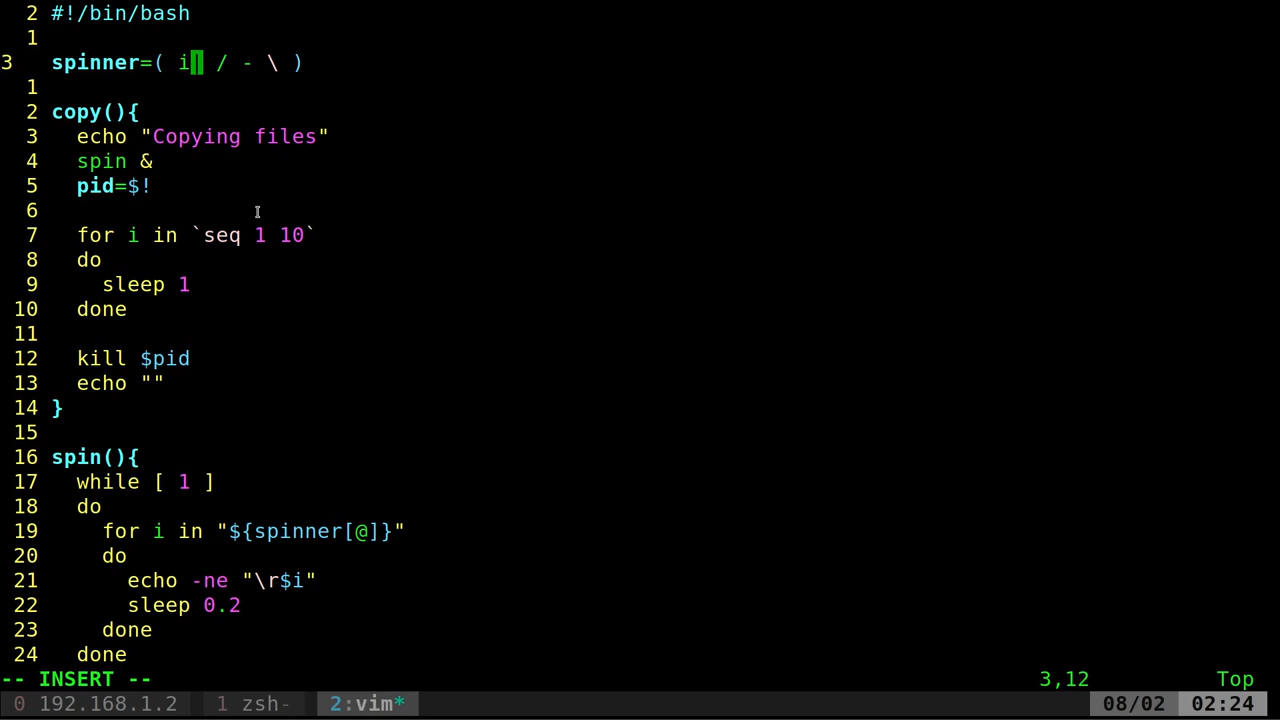 2 #!/bin/bash
1
3 spinner=( i| / - \ )
1
2 copy(){
3 echo "Copying files"
4 spin &
5 pid=$!
6
7 for i in `seq 1 10`
8 do
9 sleep 1
10 done
11
12 kill $pid
13 echo ""
14 }
15
16 spin(){
17 while [ 1 ]
18 do
19 for i in "${spinner[@]}"
20 do
21 echo -ne "\r$i"
22 sleep 0.2
23 done
24 done
-- INSERT -- 3,12 Top
0 192.168.1.2 1 zsh- 2:vim* 08/02 02:24